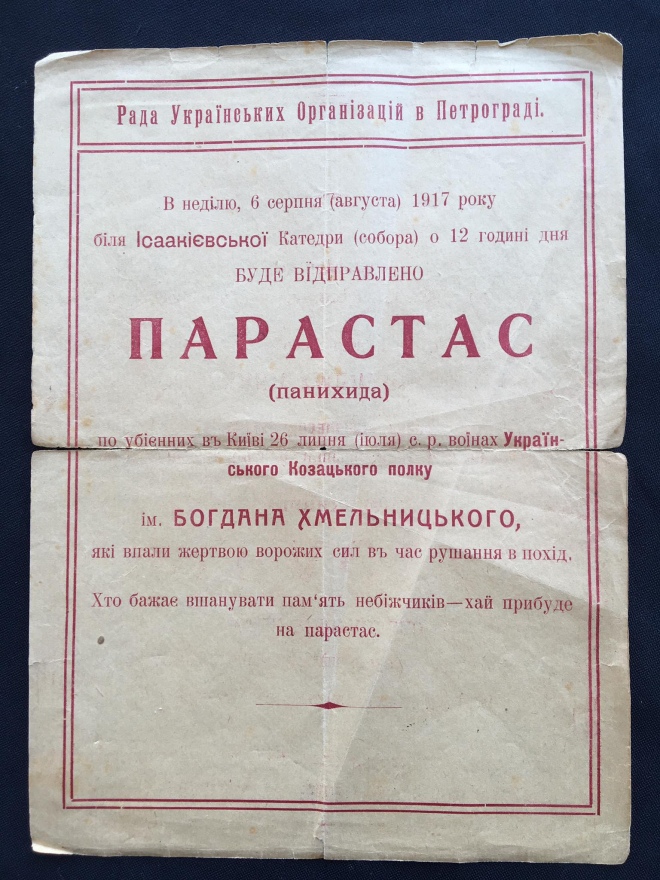 Рада Українських Організацій в Петрограді.
В неділю, 6 серпня (августа) 1917 року
біля Ісаакієвської Катедри (собора) о 12 годині дня
БУДЕ ВІДПРАВЛЕНО
ПАРАСТАС
(панихида)
по убієнних въ Київі 26 липня (іюля) с. р. воїнах Україн-
ського Козацького полку
ім. БОГДАНА ХМЕЛЬНИЦЬКОГО,
які впали жертвою ворожих сил въ час рушання в похід.
Хто бажає вшанувати пам‘ять небіжчиків—хай прибуде
на парастас.